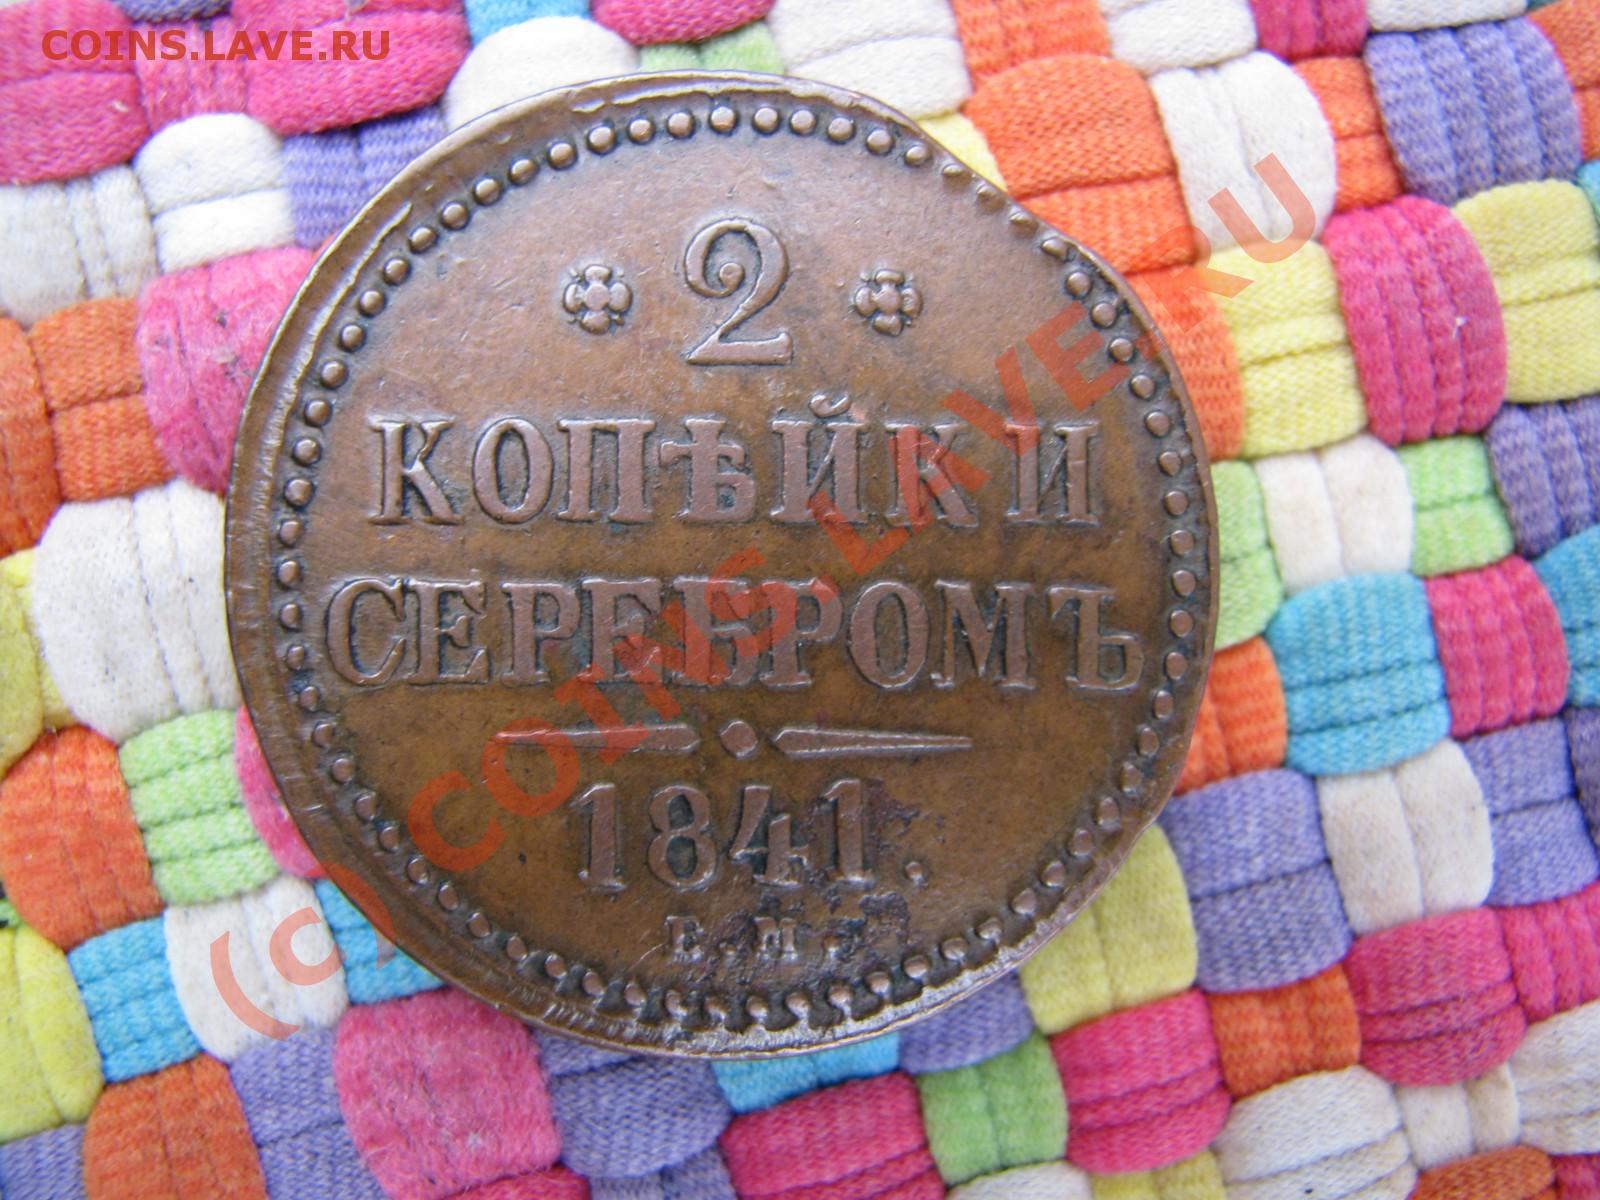 COINS.LAVE.RU
2
КОПѢЙКИ
СЕРЕБРОМЪ
1841.
Е.М.
(c) COINS.LAVE.RU